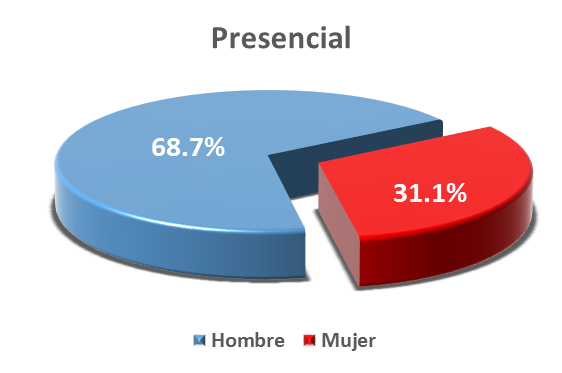 Presencial
68.7%
31.1%
Hombre Mujer